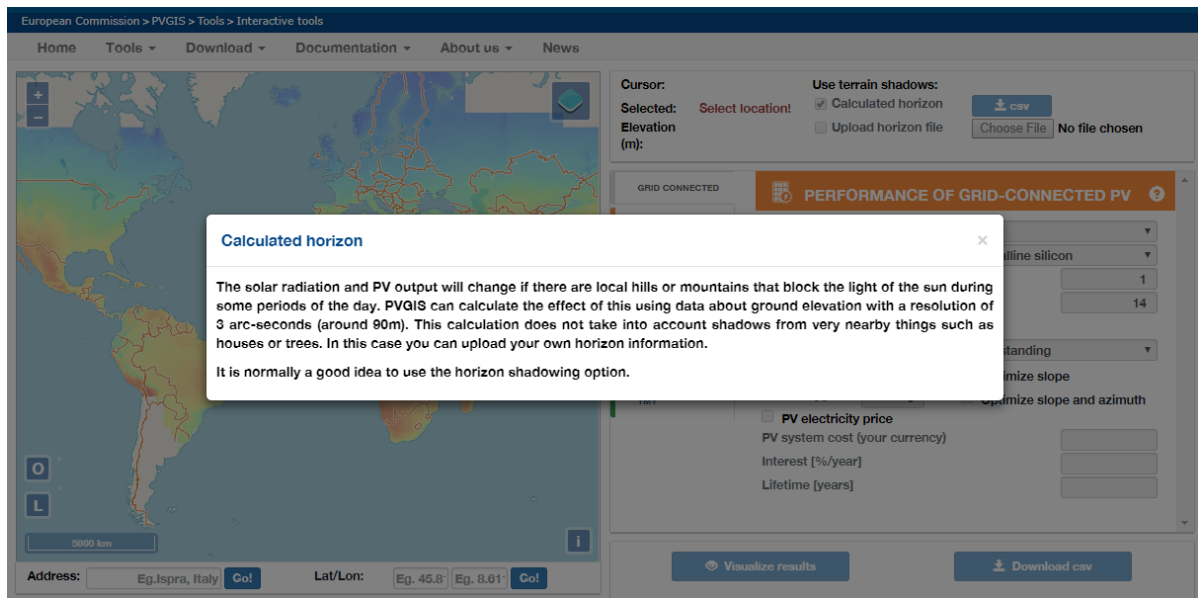 European Commission > PVGIS > Tools > Interactive tools
Home Tools Download Documentation About us News
+
−
Cursor: Use terrain shadows:
Selected: Select location! Calculated horizon csv
Elevation (m): Upload horizon file Choose File No file chosen
GRID CONNECTED
PERFORMANCE OF GRID-CONNECTED PV ?
Calculated horizon ×
The solar radiation and PV output will change if there are local hills or mountains that block the light of the sun during
some periods of the day. PVGIS can calculate the effect of this using data about ground elevation with a resolution of
3 arc-seconds (around 90m). This calculation does not take into account shadows from very nearby things such as
houses or trees. In this case you can upload your own horizon information.
It is normally a good idea to use the horizon shadowing option.
alline silicon
1
14
standing
imize slope
Optimize slope and azimuth
PV electricity price
PV system cost (your currency)
Interest [%/year]
Lifetime [years]
O
L
5000 km
i
Address: Eg.Ispra, Italy Go! Lat/Lon: Eg. 45.8 Eg. 8.61 Go!
Visualize results Download csv